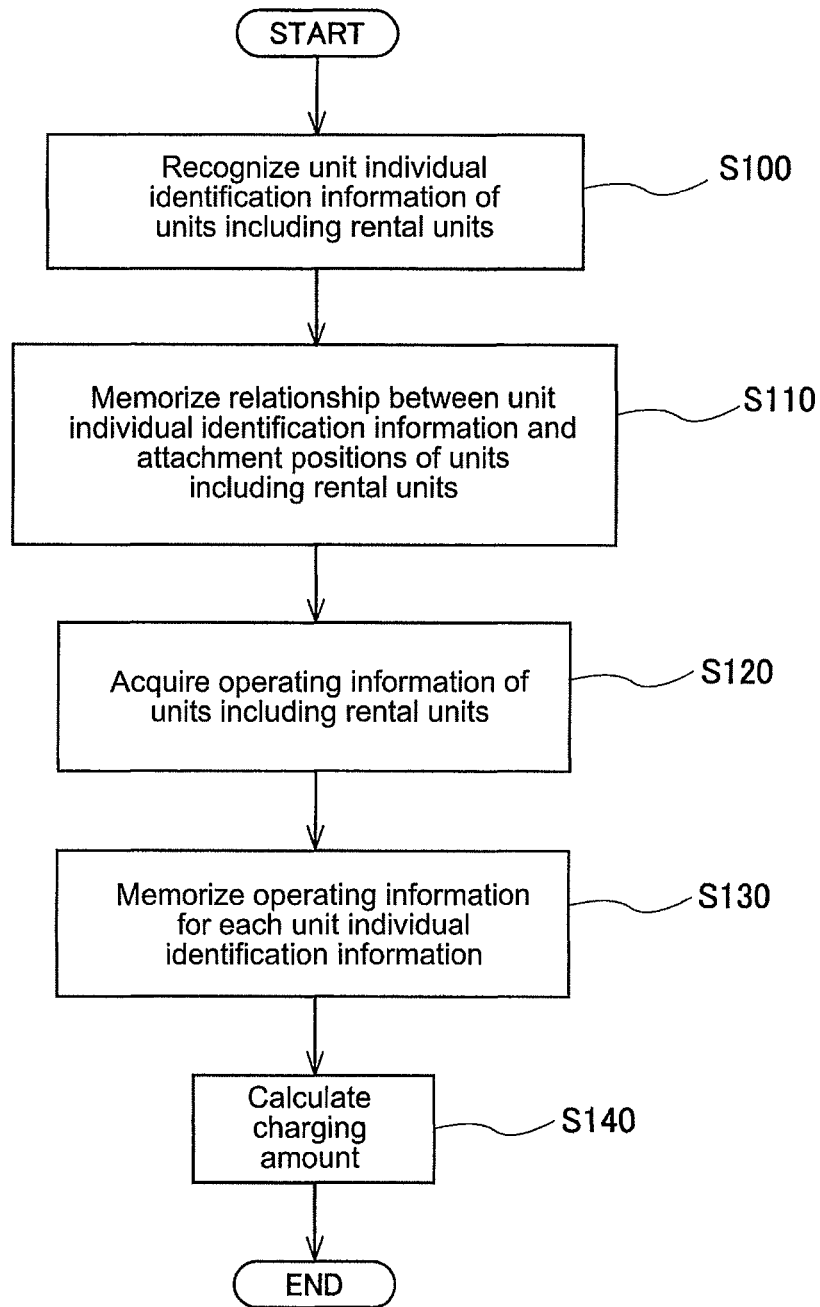 START
Recognize unit individual
identification information of
units including rental units
S100
Memorize relationship between unit
individual identification information and
attachment positions of units
including rental units
S110
Acquire operating information of
units including rental units
S120
Memorize operating information
for each unit individual
identification information
S130
Calculate
charging
amount
S140
END